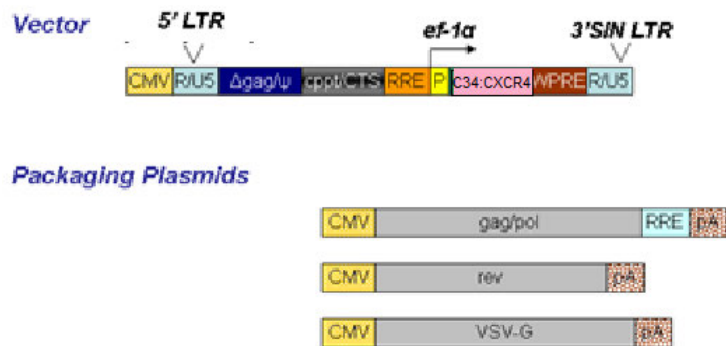 Vector
5' LTR
ef-1α
3'SIN LTR
CMV R/U5 Δgag/ψ cppt/CTS RRE P C34:CXCR4 WPRE R/U5
Packaging Plasmids
CMV gag/pol RRE pA
CMV rev pA
CMV VSV-G pA